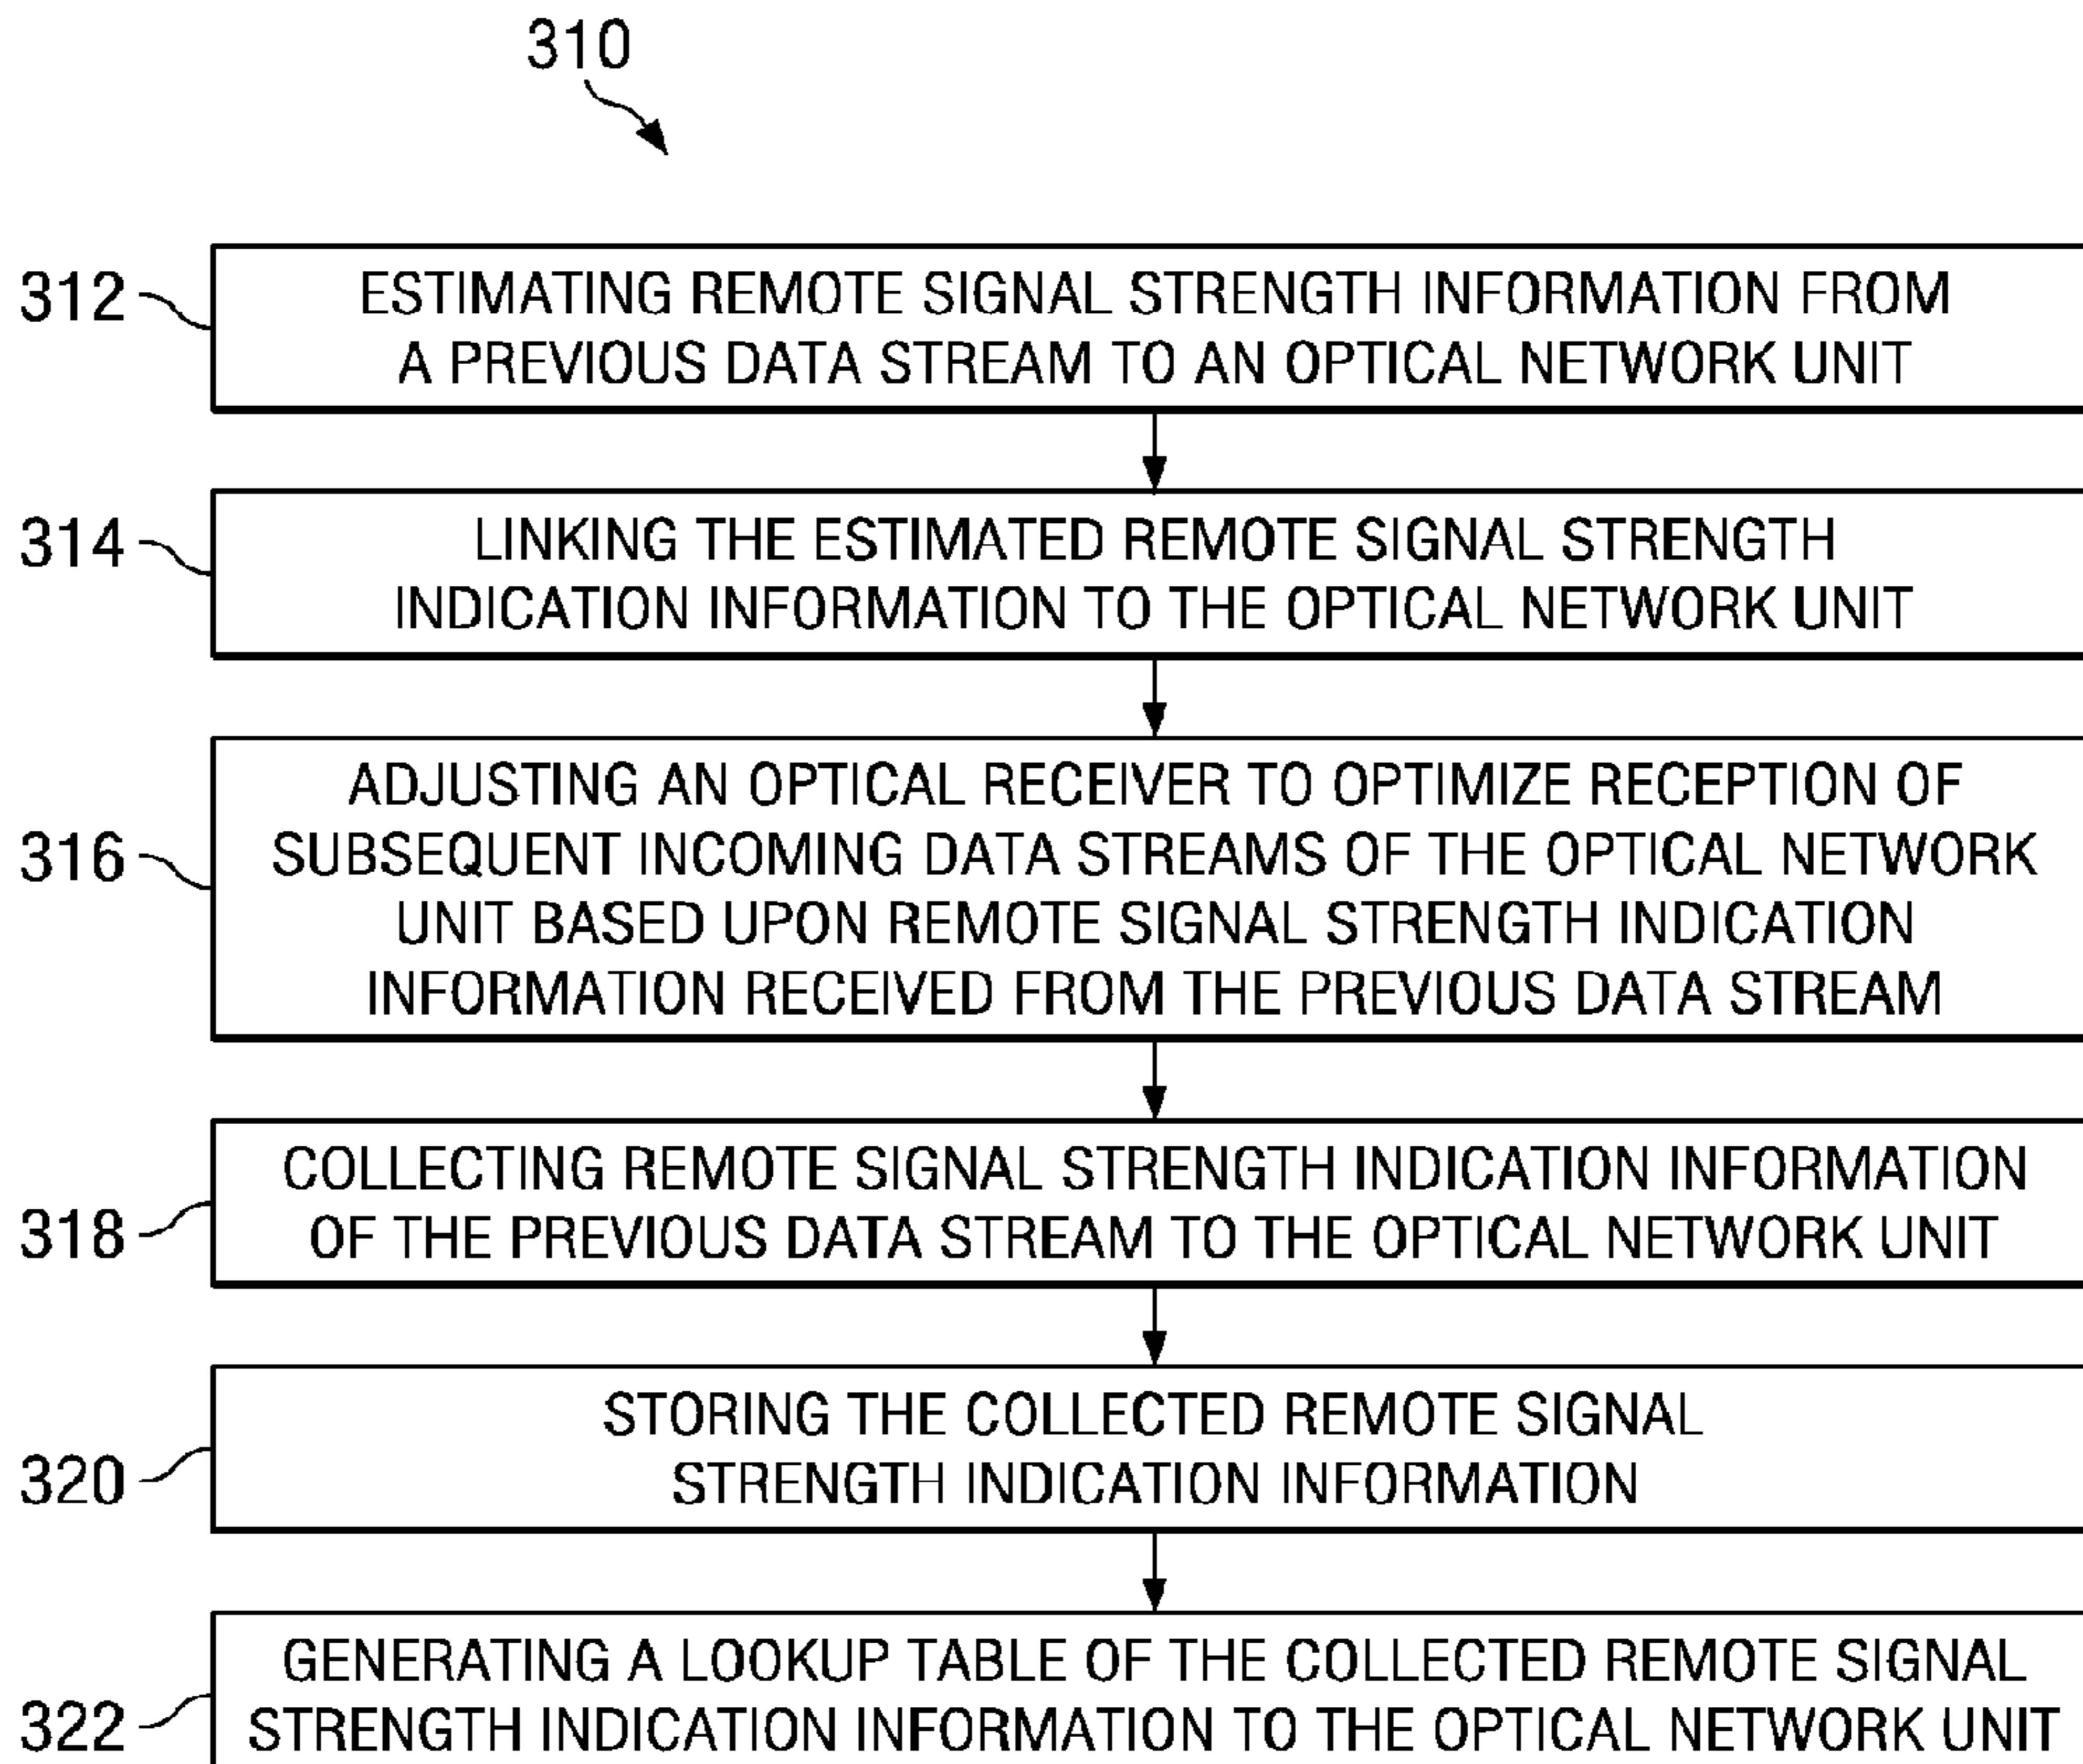 310
312
ESTIMATING REMOTE SIGNAL STRENGTH INFORMATION FROM
A PREVIOUS DATA STREAM TO AN OPTICAL NETWORK UNIT
314
LINKING THE ESTIMATED REMOTE SIGNAL STRENGTH
INDICATION INFORMATION TO THE OPTICAL NETWORK UNIT
316
ADJUSTING AN OPTICAL RECEIVER TO OPTIMIZE RECEPTION OF
SUBSEQUENT INCOMING DATA STREAMS OF THE OPTICAL NETWORK
UNIT BASED UPON REMOTE SIGNAL STRENGTH INDICATION
INFORMATION RECEIVED FROM THE PREVIOUS DATA STREAM
318
COLLECTING REMOTE SIGNAL STRENGTH INDICATION INFORMATION
OF THE PREVIOUS DATA STREAM TO THE OPTICAL NETWORK UNIT
320
STORING THE COLLECTED REMOTE SIGNAL
STRENGTH INDICATION INFORMATION
322
GENERATING A LOOKUP TABLE OF THE COLLECTED REMOTE SIGNAL
STRENGTH INDICATION INFORMATION TO THE OPTICAL NETWORK UNIT